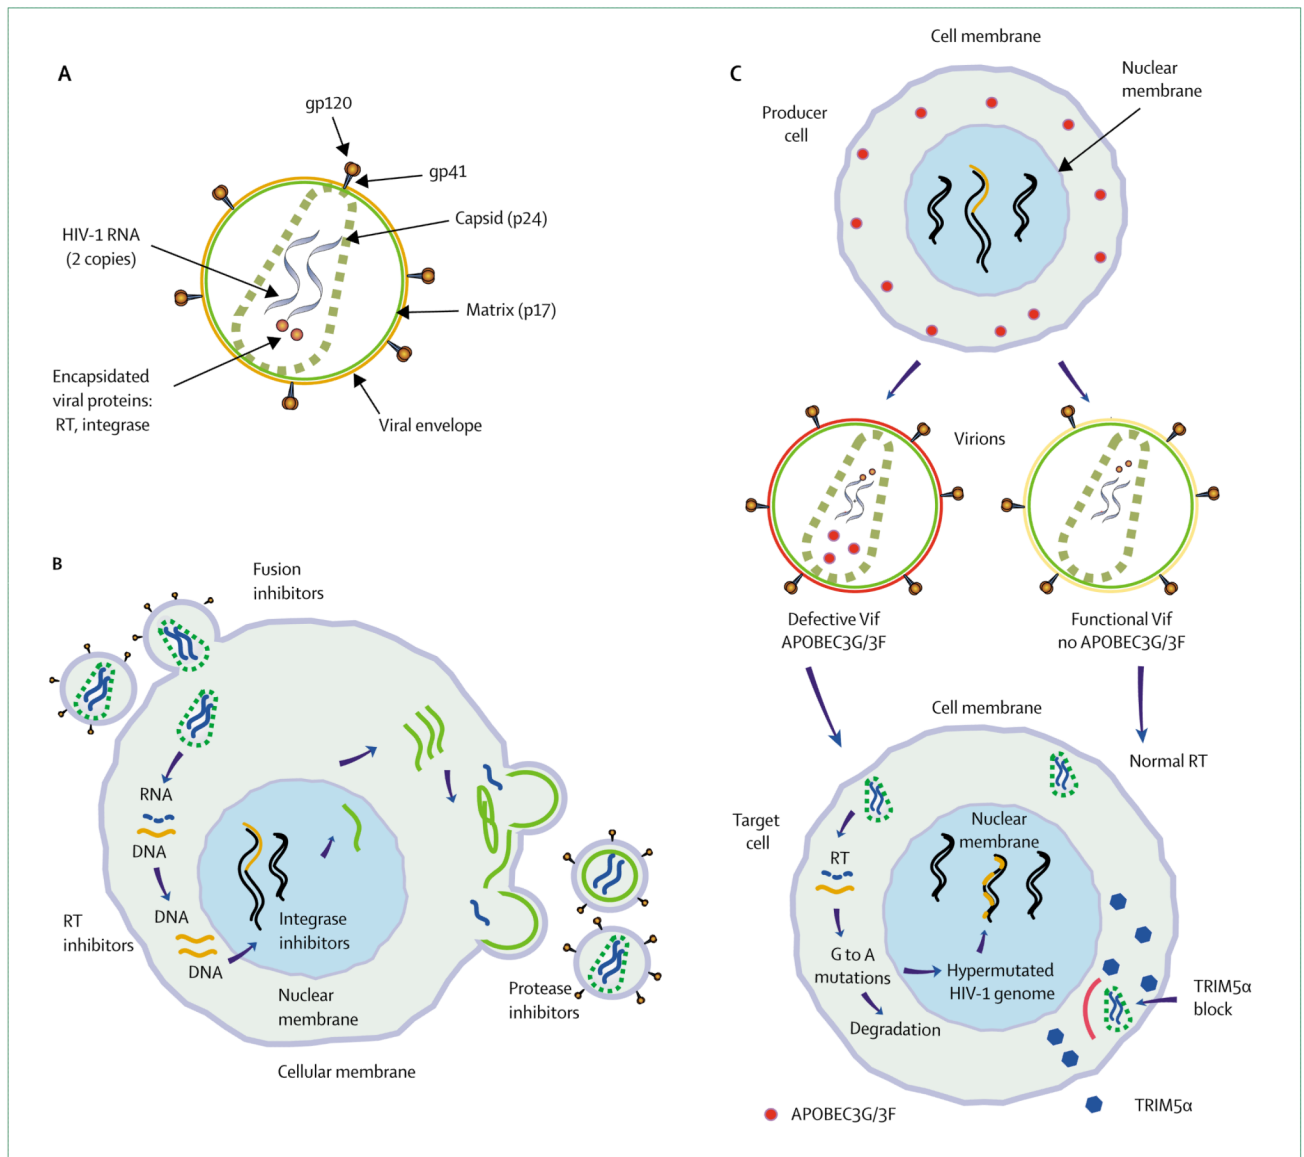 A
gp120
gp41
Capsid (p24)
HIV-1 RNA
(2 copies)
Matrix (p17)
Encapsidated
viral proteins:
RT, integrase
Viral envelope
B
Fusion
inhibitors
RNA
DNA
DNA
DNA
RT
inhibitors
Integrase
inhibitors
Nuclear
membrane
Protease
inhibitors
Cellular membrane
C
Cell membrane
Nuclear
membrane
Producer
cell
Virions
Defective Vif
APOBEC3G/3F
Functional Vif
no APOBEC3G/3F
Cell membrane
Normal RT
Target
cell
Nuclear
membrane
RT
G to A
mutations
Hypermutated
HIV-1 genome
Degradation
TRIM5α
block
APOBEC3G/3F
TRIM5α